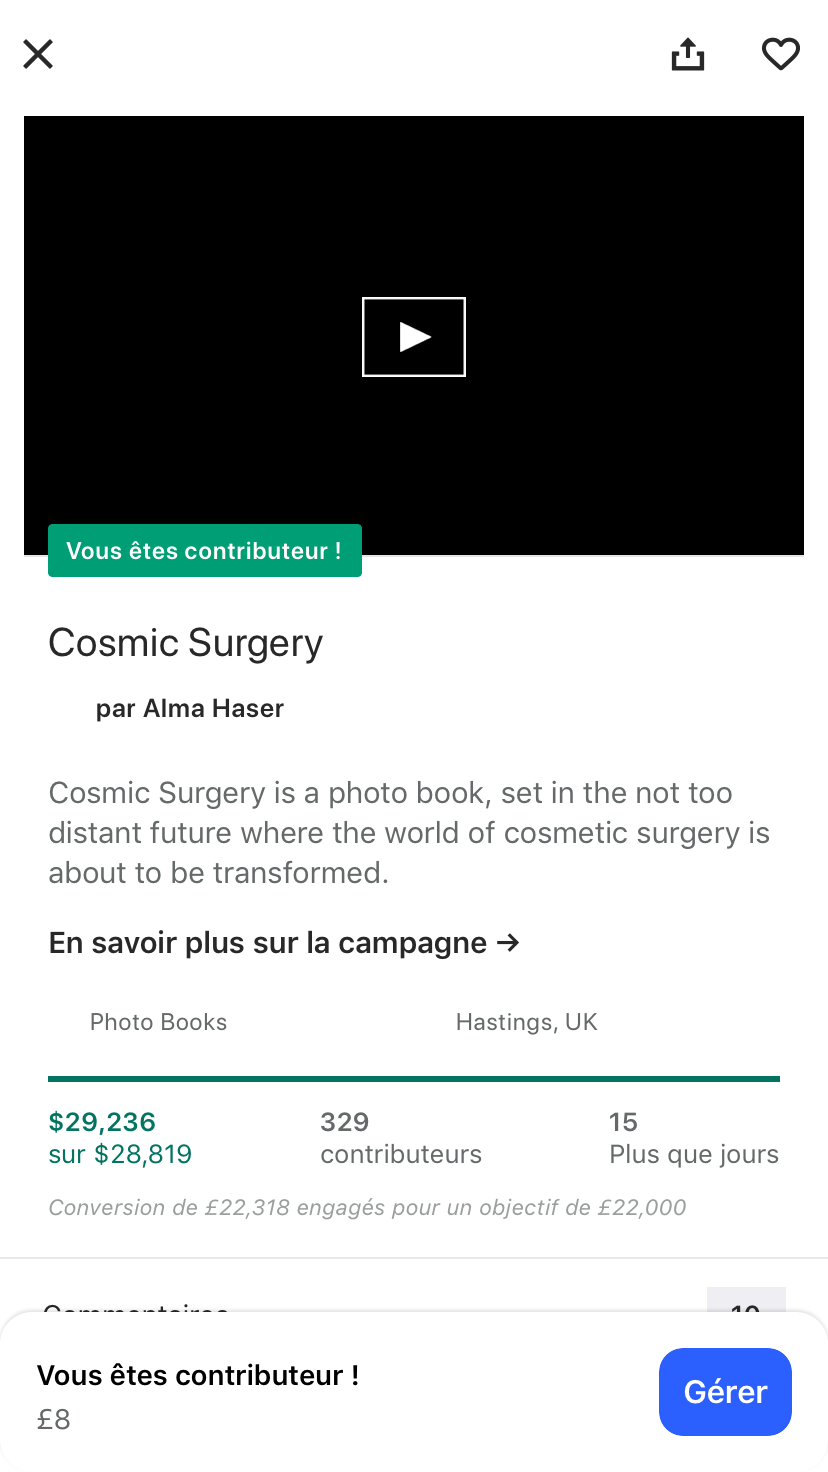 Vous êtes contributeur !
Cosmic Surgery
par Alma Haser
Cosmic Surgery is a photo book, set in the not too
distant future where the world of cosmetic surgery is
about to be transformed.
En savoir plus sur la campagne →
Photo Books
Hastings, UK
$29,236
sur $28,819
329
contributeurs
15
Plus que jours
Conversion de £22,318 engagés pour un objectif de £22,000
Commentaires
10
Vous êtes contributeur !
£8
Gérer